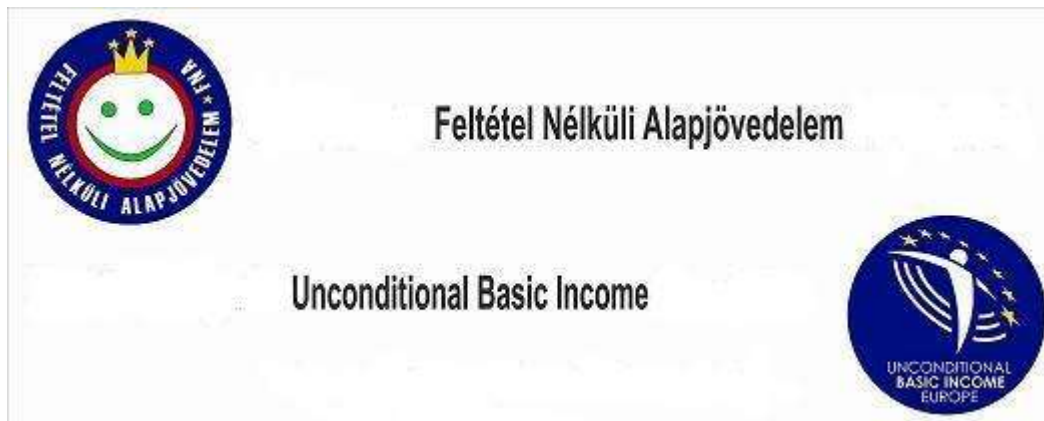 FELTÉTEL NÉLKÜLI ALAPJÖVEDELEM * FNA
Feltétel Nélküli Alapjövedelem
Unconditional Basic Income
UNCONDITIONAL
BASIC INCOME
EUROPE